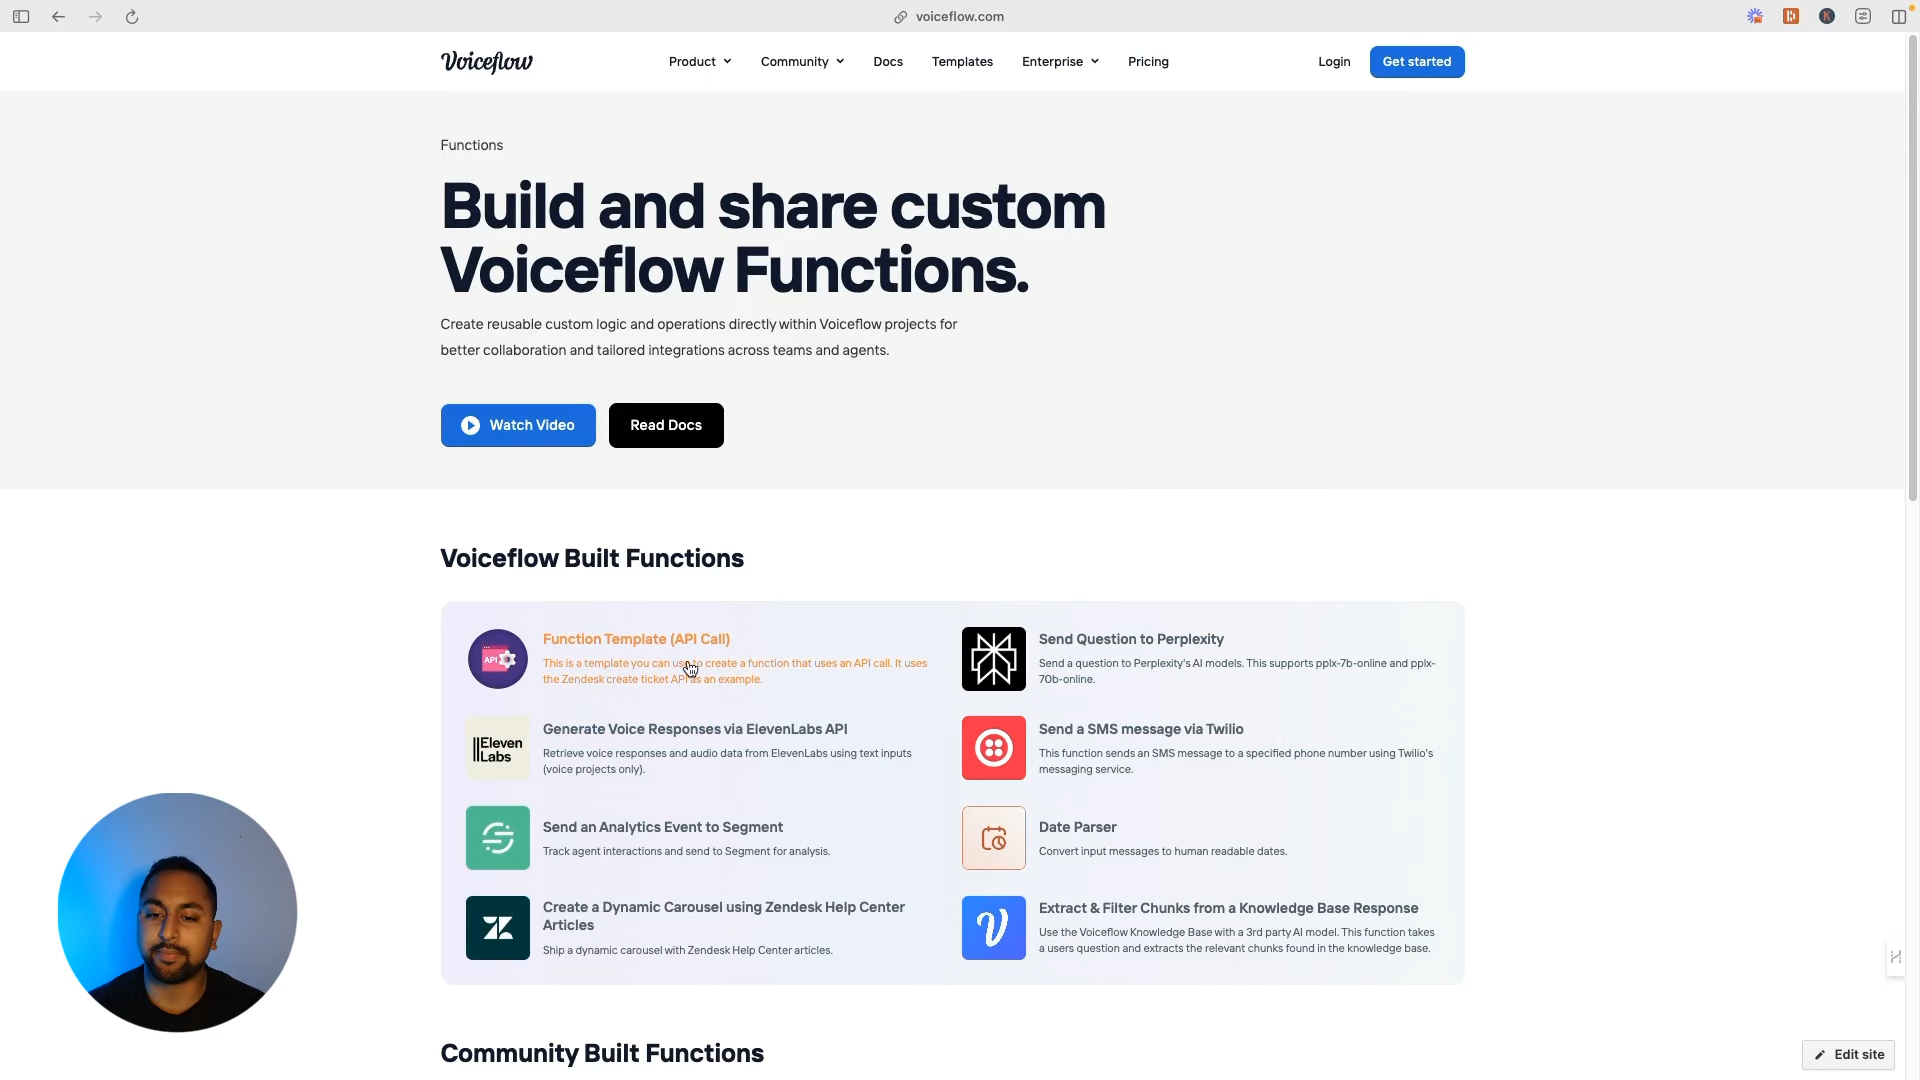 voiceflow.com
Voiceflow
Product
Community
Docs
Templates
Enterprise
Pricing
Login
Get started
Functions
Build and share custom
Voiceflow Functions.
Create reusable custom logic and operations directly within Voiceflow projects for
better collaboration and tailored integrations across teams and agents.
Watch Video
Read Docs
Voiceflow Built Functions
API
Function Template (API Call)
This is a template you can use to create a function that uses an API call. It uses
the Zendesk create ticket API as an example.
Send Question to Perplexity
Send a question to Perplexity's AI models. This supports pplx-7b-online and pplx-
70b-online.
Eleven
Labs
Generate Voice Responses via ElevenLabs API
Retrieve voice responses and audio data from ElevenLabs using text inputs
(voice projects only).
Send a SMS message via Twilio
This function sends an SMS message to a specified phone number using Twilio's
messaging service.
Send an Analytics Event to Segment
Track agent interactions and send to Segment for analysis.
Date Parser
Convert input messages to human readable dates.
Create a Dynamic Carousel using Zendesk Help Center
Articles
Ship a dynamic carousel with Zendesk Help Center articles.
Extract & Filter Chunks from a Knowledge Base Response
Use the Voiceflow Knowledge Base with a 3rd party AI model. This function takes
a users question and extracts the relevant chunks found in the knowledge base.
Community Built Functions
Edit site